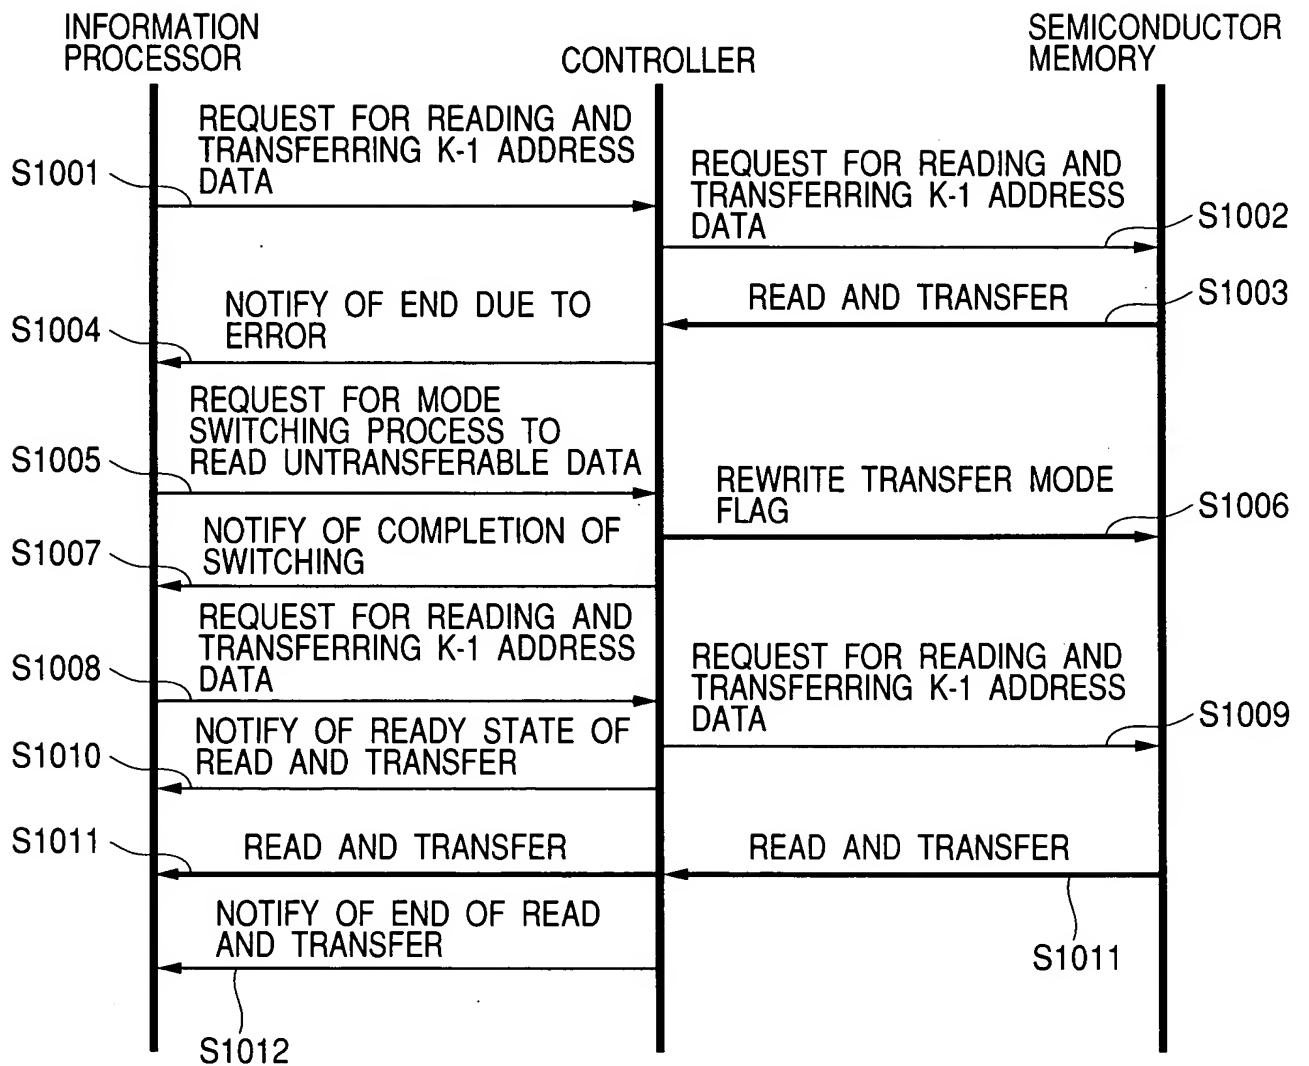 INFORMATION
PROCESSOR
CONTROLLER
SEMICONDUCTOR
MEMORY
REQUEST FOR READING AND
TRANSFERRING K-1 ADDRESS
DATA
S1001
REQUEST FOR READING AND
TRANSFERRING K-1 ADDRESS
DATA
S1002
READ AND TRANSFER
S1003
NOTIFY OF END DUE TO
ERROR
S1004
REQUEST FOR MODE
SWITCHING PROCESS TO
READ UNTRANSFERABLE DATA
S1005
REWRITE TRANSFER MODE
FLAG
S1006
NOTIFY OF COMPLETION OF
SWITCHING
S1007
REQUEST FOR READING AND
TRANSFERRING K-1 ADDRESS
DATA
S1008
REQUEST FOR READING AND
TRANSFERRING K-1 ADDRESS
DATA
S1009
NOTIFY OF READY STATE OF
READ AND TRANSFER
S1010
READ AND TRANSFER
S1011
READ AND TRANSFER
S1011
NOTIFY OF END OF READ
AND TRANSFER
S1012